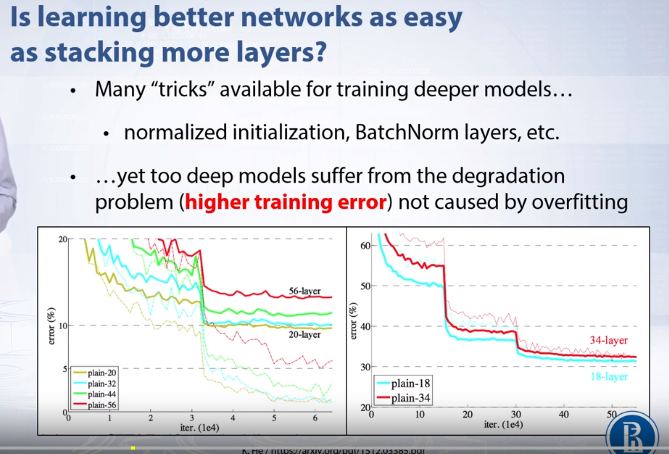 Is learning better networks as easy
as stacking more layers?
• Many “tricks” available for training deeper models…
• normalized initialization, BatchNorm layers, etc.
• …yet too deep models suffer from the degradation
problem (higher training error) not caused by overfitting
20
10
5
0
error (%)
56-layer
20-layer
plain-20
plain-32
plain-44
plain-56
0 1 2 3 4 5 6
iter. (1e4)
60
50
40
30
20
error (%)
34-layer
18-layer
plain-18
plain-34
0 10 20 30 40 50
iter. (1e4)
K. He / https://arxiv.org/pdf/1512.03385.pdf